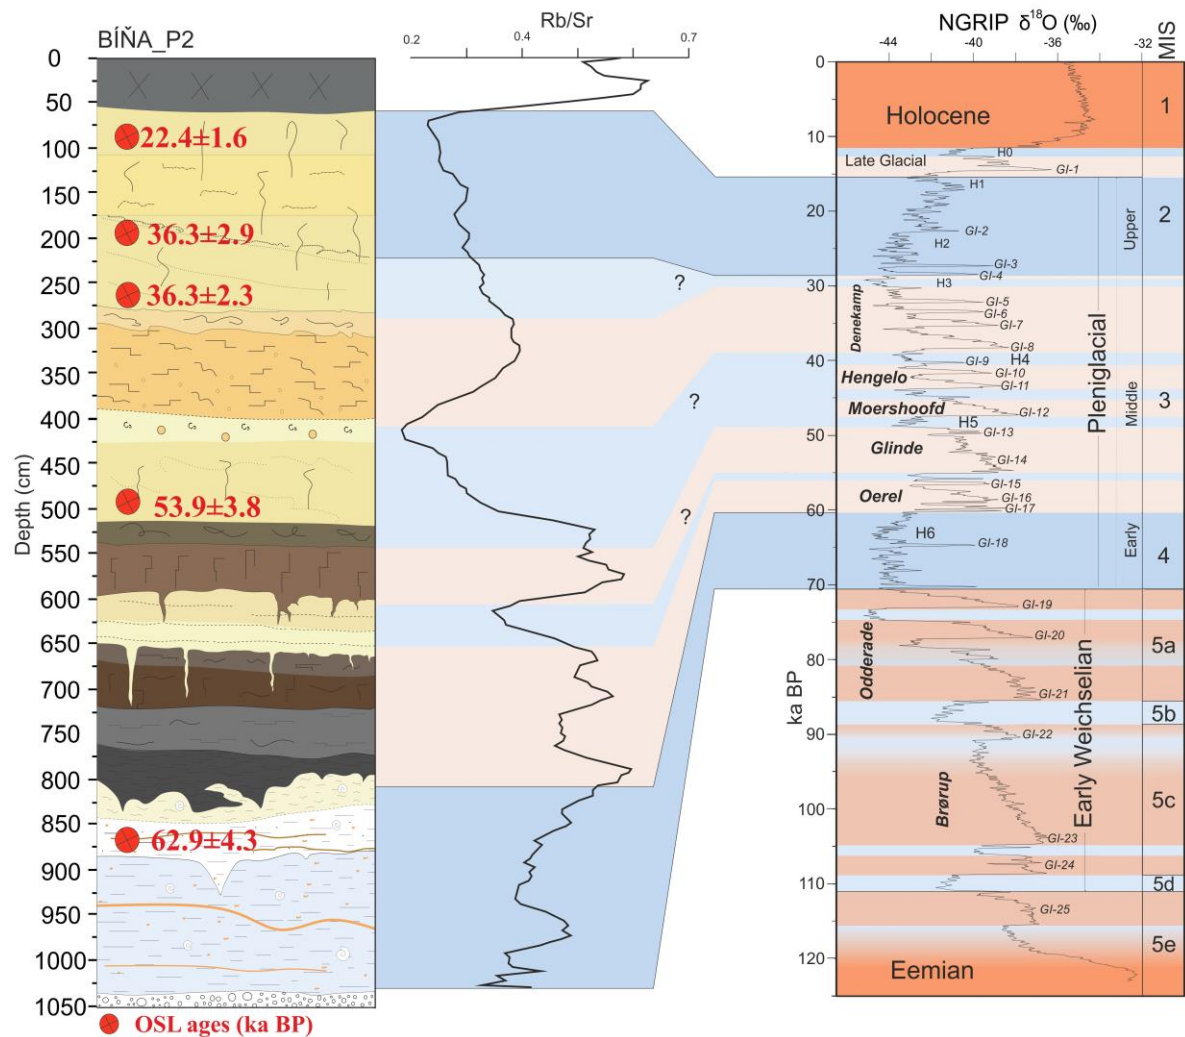 BÍŇA_P2
Rb/Sr
0.2
0.4
0.7
NGRIP δ¹⁸O (‰)
-44
-40
-36
-32
MIS
Depth (cm)
0
50
100
150
200
250
300
350
400
450
500
550
600
650
700
750
800
850
900
950
1000
1050
22.4±1.6
36.3±2.9
36.3±2.3
Ca Ca Ca Ca Ca
53.9±3.8
62.9±4.3
OSL ages (ka BP)
?
?
?
ka BP
0
10
20
30
40
50
60
70
80
90
100
110
120
Holocene
H0
Late Glacial
GI-1
H1
GI-2
H2
GI-3
GI-4
H3
GI-5
GI-6
Denekamp
GI-7
GI-8
GI-9
H4
Hengelo
GI-10
GI-11
Moershoofd
GI-12
H5
GI-13
Glinde
GI-14
GI-15
Oerel
GI-16
GI-17
H6
GI-18
GI-19
GI-20
Odderade
GI-21
GI-22
Brørup
GI-23
GI-24
GI-25
Eemian
Pleniglacial
Upper
Middle
Early
Early Weichselian
1
2
3
4
5a
5b
5c
5d
5e